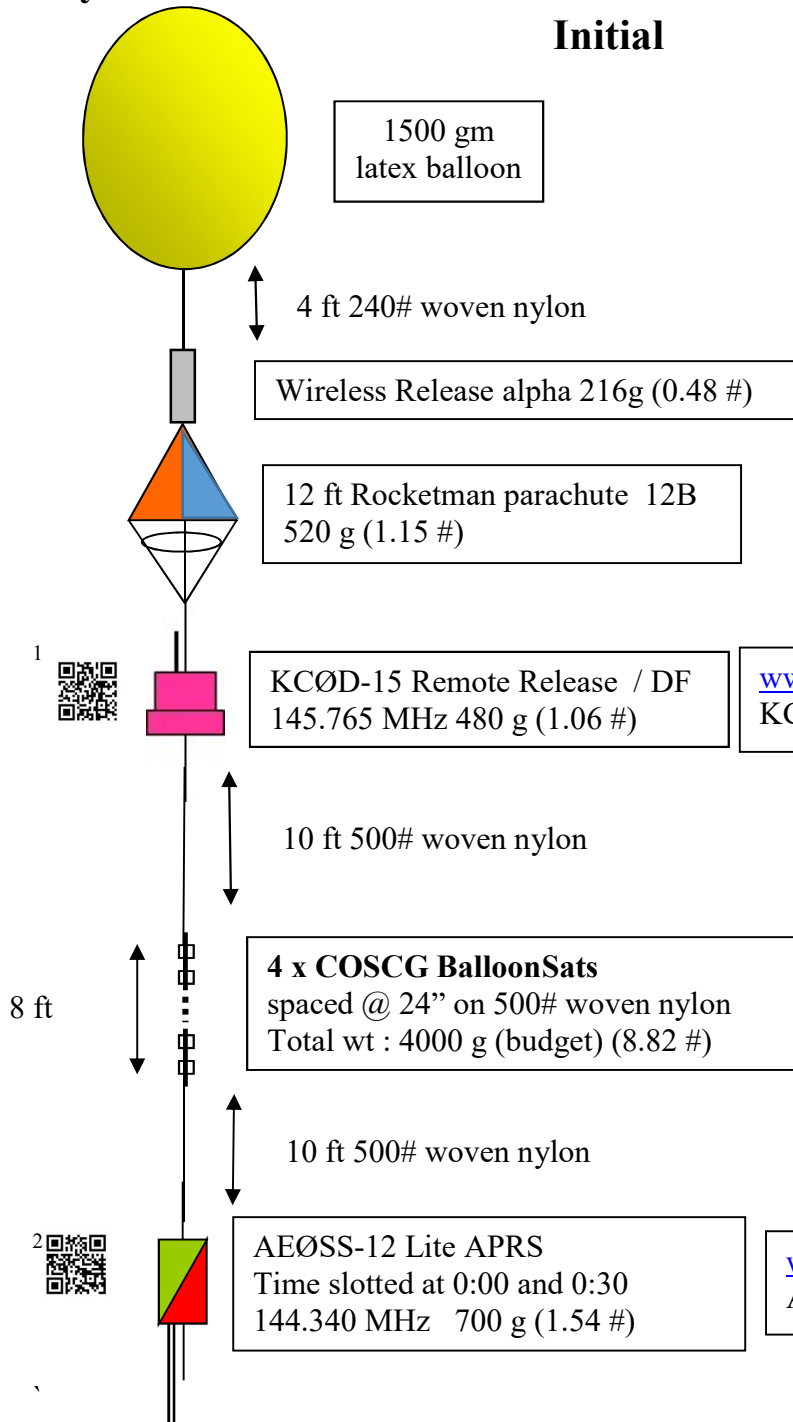 Initial
1500 gm
latex balloon
4 ft 240# woven nylon
Wireless Release alpha 216g (0.48 #)
12 ft Rocketman parachute  12B
520 g (1.15 #)
1
KCØD-15 Remote Release  / DF
145.765 MHz 480 g (1.06 #)
10 ft 500# woven nylon
8 ft
4 x COSCG BalloonSats
spaced @ 24” on 500# woven nylon
Total wt : 4000 g (budget) (8.82 #)
10 ft 500# woven nylon
2
AEØSS-12 Lite APRS
Time slotted at 0:00 and 0:30
144.340 MHz   700 g (1.54 #)
`